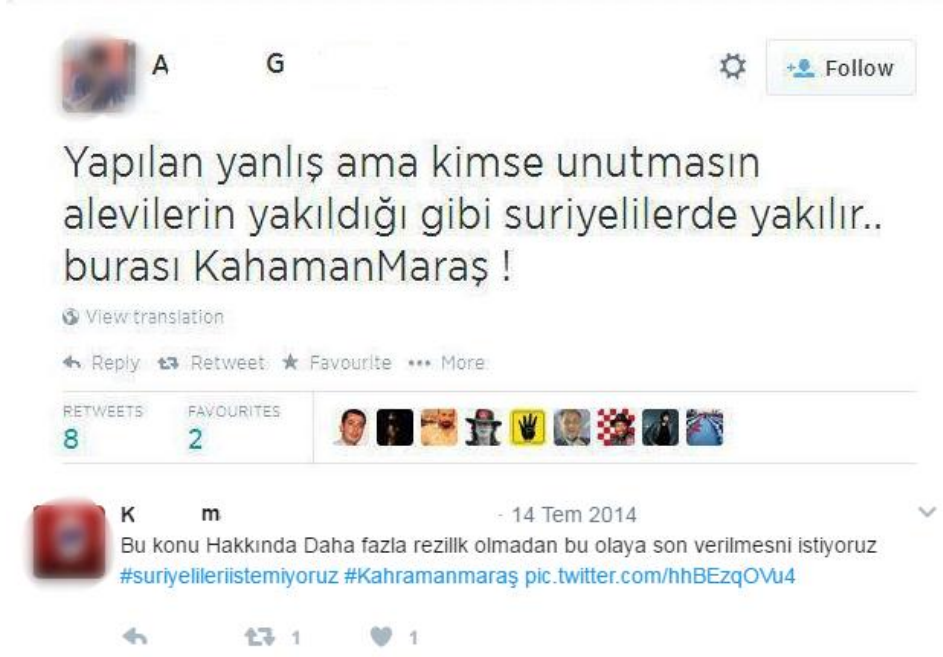 A G
Follow
Yapılan yanlış ama kimse unutmasın
alevilerin yakıldığı gibi suriyelilerde yakılır..
burası KahamanMaraş !
View translation
Reply Retweet Favourite More
RETWEETS FAVOURITES
8 2
K m · 14 Tem 2014
Bu konu Hakkında Daha fazla rezillk olmadan bu olaya son verilmesni istiyoruz
#suriyelileriistemiyoruz #Kahramanmaraş pic.twitter.com/hhBEzqOVu4
1 1